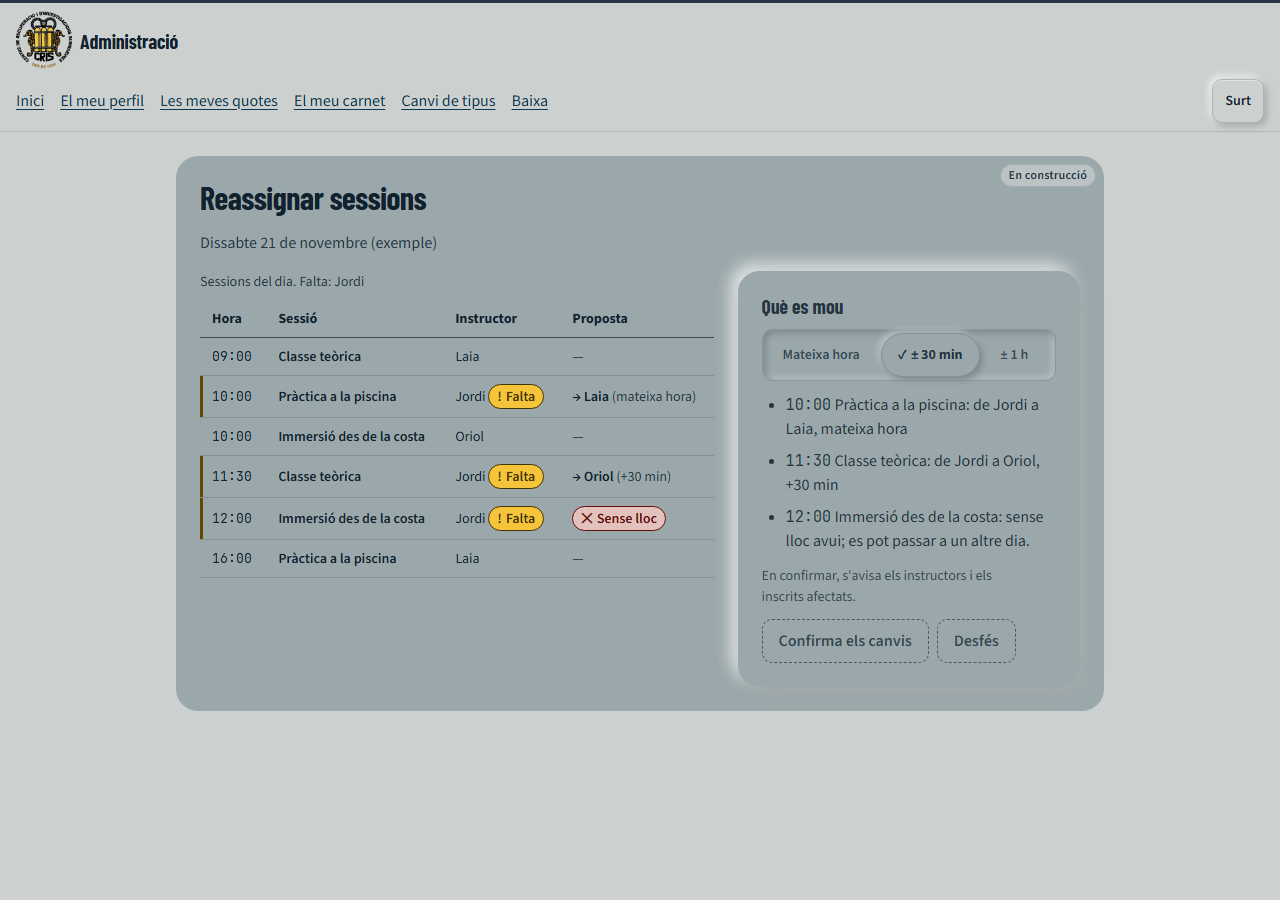 CENTRE DE RECUPERACIÓ I D'INVESTIGACIONS SUBMARINES
CRIS
Administració
Inici El meu perfil Les meves quotes El meu carnet Canvi de tipus Baixa Surt
En construcció
Reassignar sessions
Dissabte 21 de novembre (exemple)
Sessions del dia. Falta: Jordi
Hora Sessió Instructor Proposta
09:00 Classe teòrica Laia —
10:00 Pràctica a la piscina Jordi ! Falta → Laia (mateixa hora)
10:00 Immersió des de la costa Oriol —
11:30 Classe teòrica Jordi ! Falta → Oriol (+30 min)
12:00 Immersió des de la costa Jordi ! Falta ✕ Sense lloc
16:00 Pràctica a la piscina Laia —
Què es mou
Mateixa hora ✓ ± 30 min ± 1 h
• 10:00 Pràctica a la piscina: de Jordi a
Laia, mateixa hora
• 11:30 Classe teòrica: de Jordi a Oriol,
+30 min
• 12:00 Immersió des de la costa: sense
lloc avui; es pot passar a un altre dia.
En confirmar, s'avisa els instructors i els
inscrits afectats.
Confirma els canvis Desfés